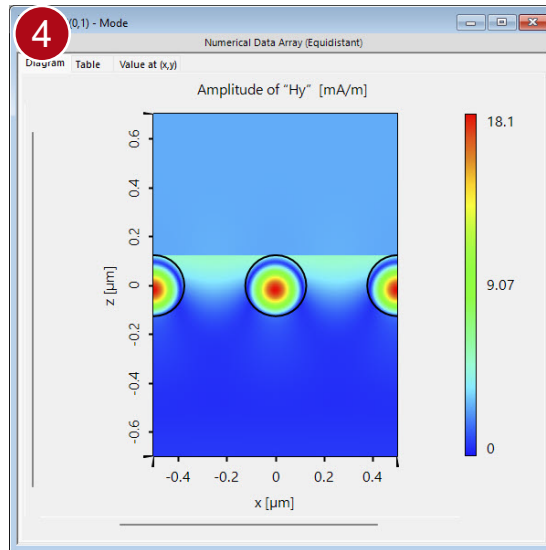 4
(0,1) - Mode
Numerical Data Array (Equidistant)
Diagram Table Value at (x,y)
Amplitude of "Hy" [mA/m]
18.1
9.07
0
z [µm]
0.6
0.4
0.2
0
-0.2
-0.4
-0.6
-0.4 -0.2 0 0.2 0.4
x [µm]